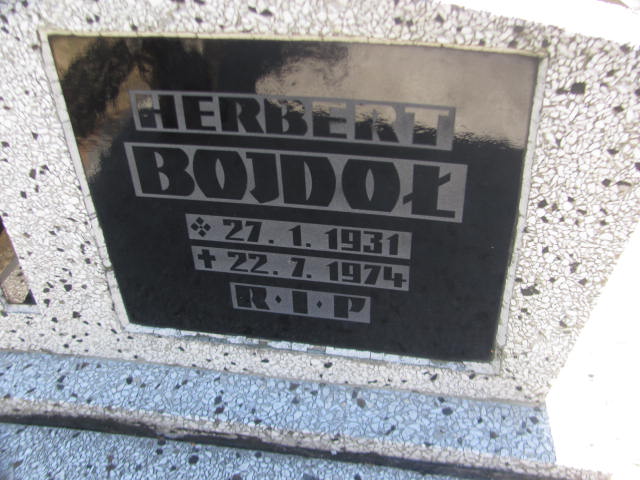 HERBERT
BOJDOŁ
27. 1. 1931
✝ 22. 7. 1974
R·I·P